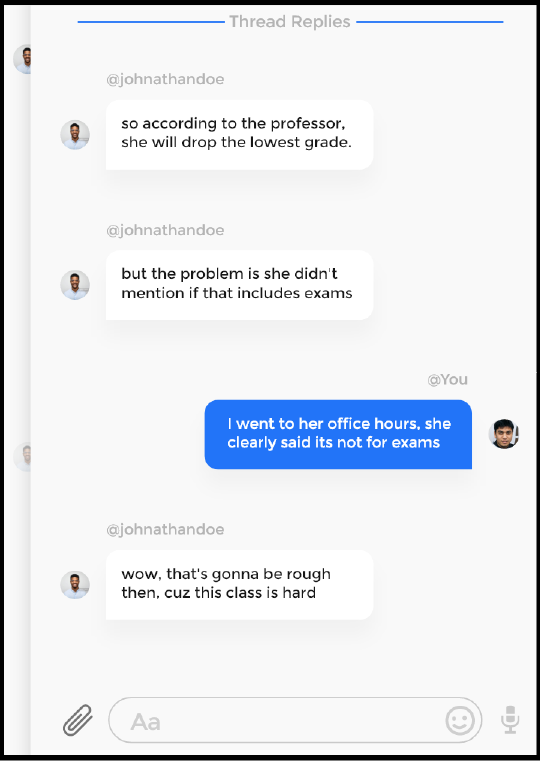 Thread Replies
@johnathandoe
so according to the professor,
she will drop the lowest grade.
@johnathandoe
but the problem is she didn't
mention if that includes exams
@You
I went to her office hours, she
clearly said its not for exams
@johnathandoe
wow, that's gonna be rough
then, cuz this class is hard
Aa